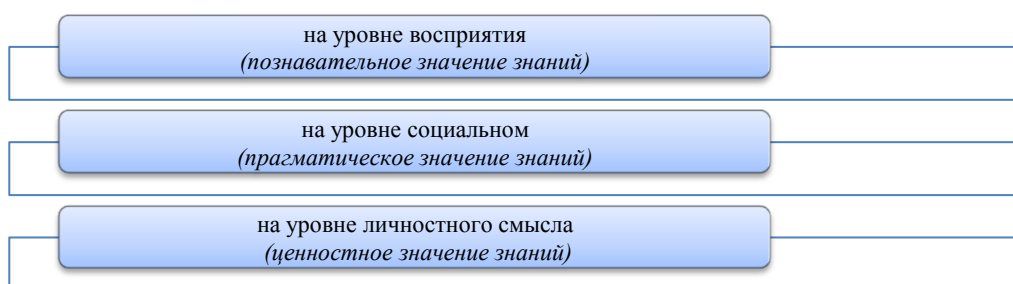 на уровне восприятия
(познавательное значение знаний)
на уровне социальном
(прагматическое значение знаний)
на уровне личностного смысла
(ценностное значение знаний)